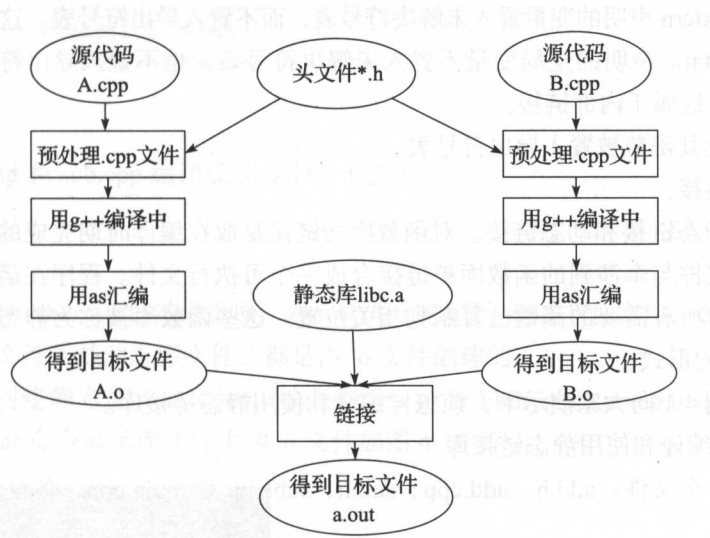 源代码
A.cpp
头文件*.h
源代码
B.cpp
预处理.cpp文件
预处理.cpp文件
用g++编译中
用g++编译中
用as汇编
静态库libc.a
用as汇编
得到目标文件
A.o
得到目标文件
B.o
链接
得到目标文件
a.out